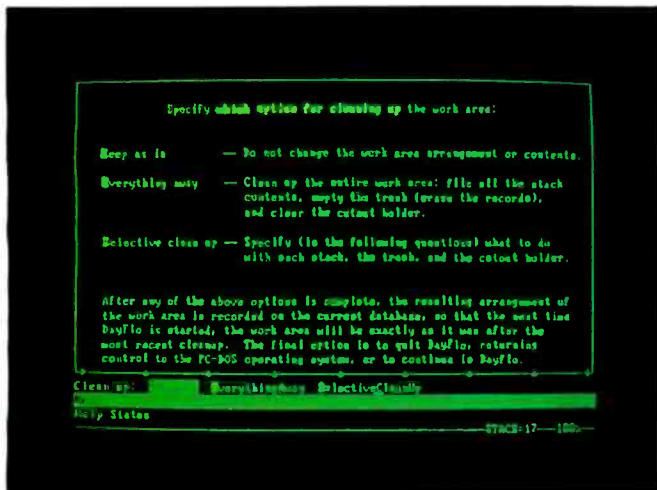 Specify which option for cleaning up the work area:
Keep as is — Do not change the work area arrangement or contents.
Everything away — Clean up the entire work area: file all the stack
contents, empty the trash (erase the records),
and clear the cutout holder.
Selective clean up — Specify (in the following questions) what to do
with each stack, the trash, and the cutout holder.
After any of the above options is complete, the resulting arrangement of
the work area is recorded on the current database, so that the next time
DayFlo is started, the work area will be exactly as it was after the
most recent cleanup. The final option is to quit DayFlo, returning
control to the PC-DOS operating system, or to continue in DayFlo.
Clean up: EverythingAway SelectiveCleanUp
Help Status
STACK:17